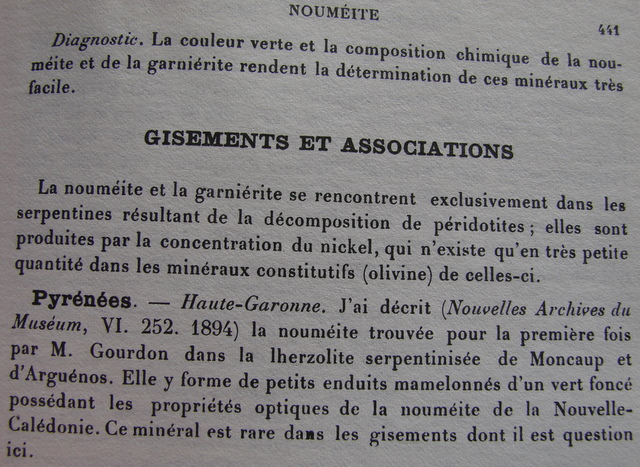 NOUMÉITE
441
Diagnostic. La couleur verte et la composition chimique de la nou-
méite et de la garniérite rendent la détermination de ces minéraux très
facile.
GISEMENTS ET ASSOCIATIONS
La nouméite et la garniérite se rencontrent exclusivement dans les
serpentines résultant de la décomposition de péridotites ; elles sont
produites par la concentration du nickel, qui n'existe qu'en très petite
quantité dans les minéraux constitutifs (olivine) de celles-ci.
Pyrénées. — Haute-Garonne. J'ai décrit (Nouvelles Archives du
Muséum, VI. 252. 1894) la nouméite trouvée pour la première fois
par M. Gourdon dans la lherzolite serpentinisée de Moncaup et
d'Arguénos. Elle y forme de petits enduits mamelonnés d'un vert foncé
possédant les propriétés optiques de la nouméite de la Nouvelle-
Calédonie. Ce minéral est rare dans les gisements dont il est question
ici.